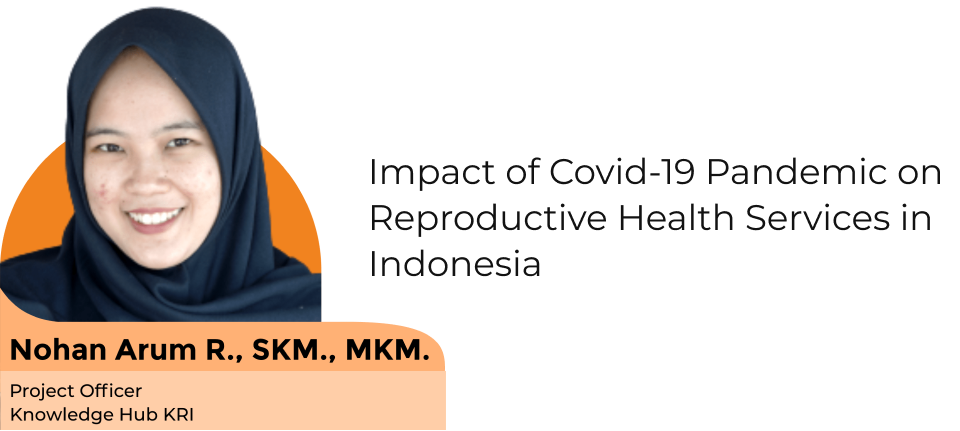 Impact of Covid-19 Pandemic on
Reproductive Health Services in
Indonesia
Nohan Arum R., SKM., MKM.
Project Officer
Knowledge Hub KRI